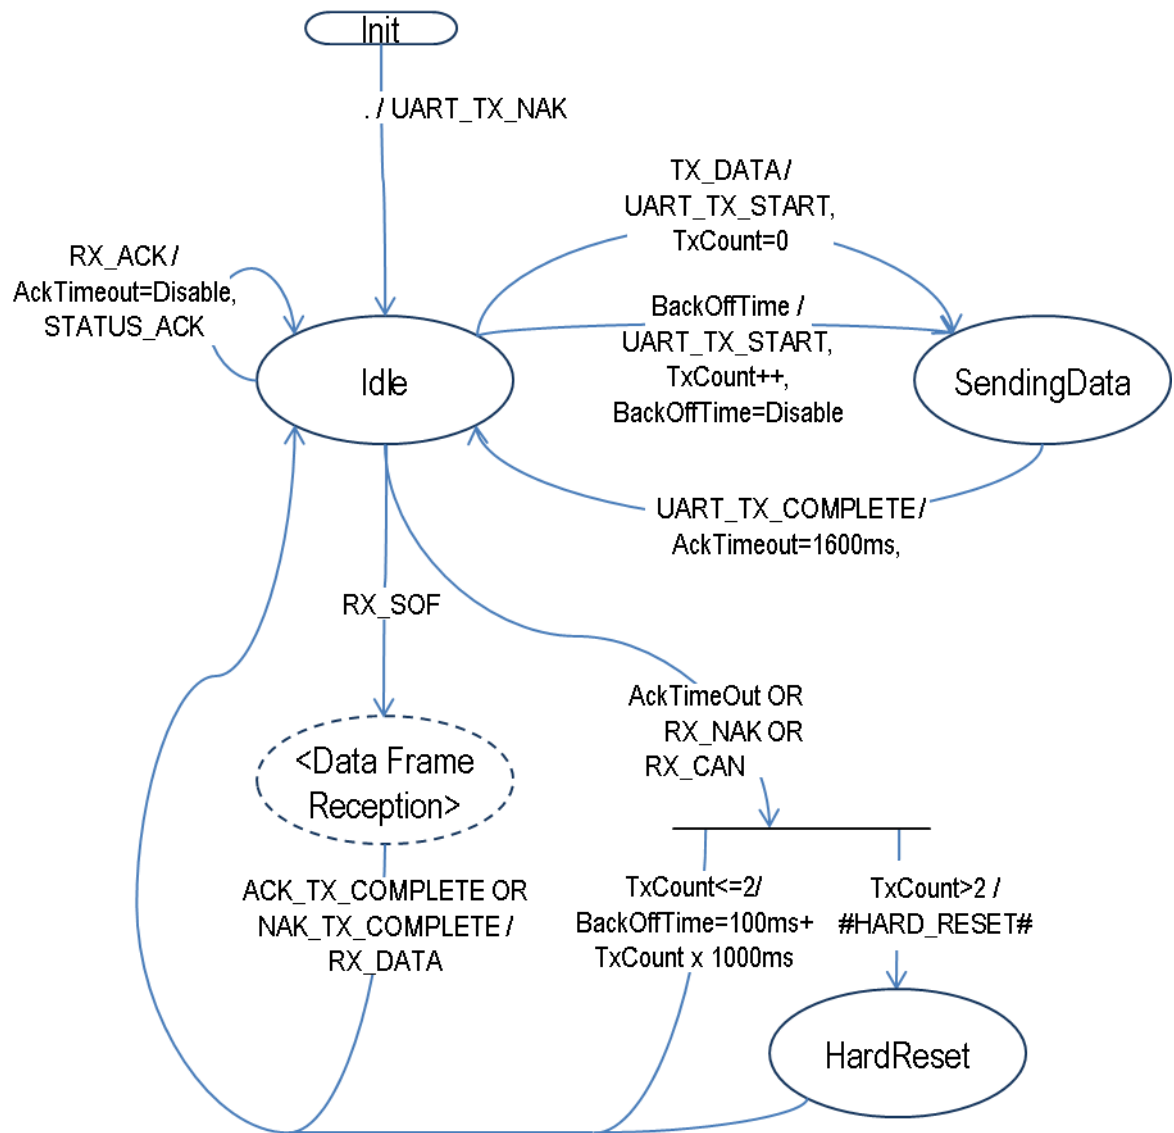 Init
. / UART_TX_NAK
TX_DATA /
UART_TX_START,
TxCount=0
RX_ACK /
AckTimeout=Disable,
STATUS_ACK
BackOffTime /
UART_TX_START,
TxCount++,
BackOffTime=Disable
Idle
SendingData
UART_TX_COMPLETE /
AckTimeout=1600ms,
RX_SOF
AckTimeOut OR
RX_NAK OR
RX_CAN
<Data Frame
Reception>
ACK_TX_COMPLETE OR
NAK_TX_COMPLETE /
RX_DATA
TxCount<=2/
BackOffTime=100ms+
TxCount x 1000ms
TxCount>2 /
#HARD_RESET#
HardReset